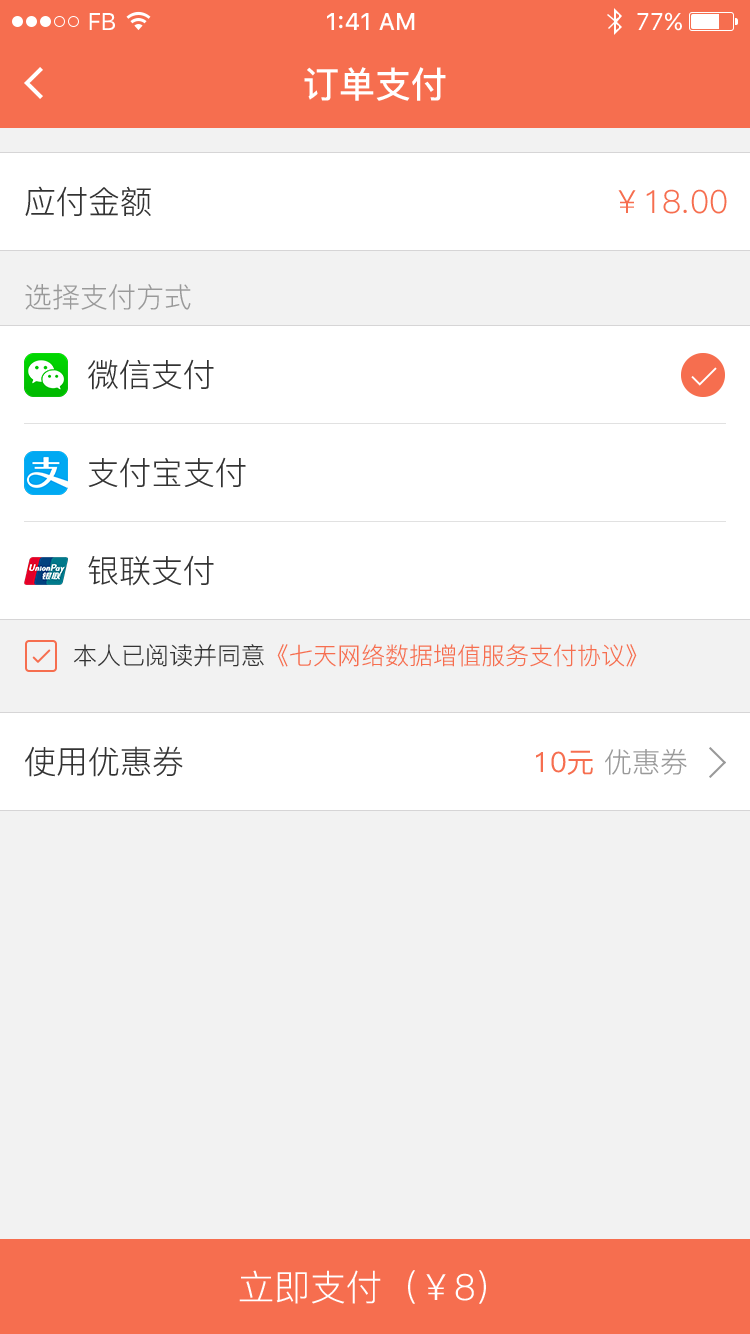 FB 1:41 AM 77%
订单支付
应付金额 ¥18.00
选择支付方式
微信支付
支 支付宝支付
UnionPay 银联 银联支付
本人已阅读并同意《七天网络数据增值服务支付协议》
使用优惠券 10元 优惠券
立即支付（¥8）